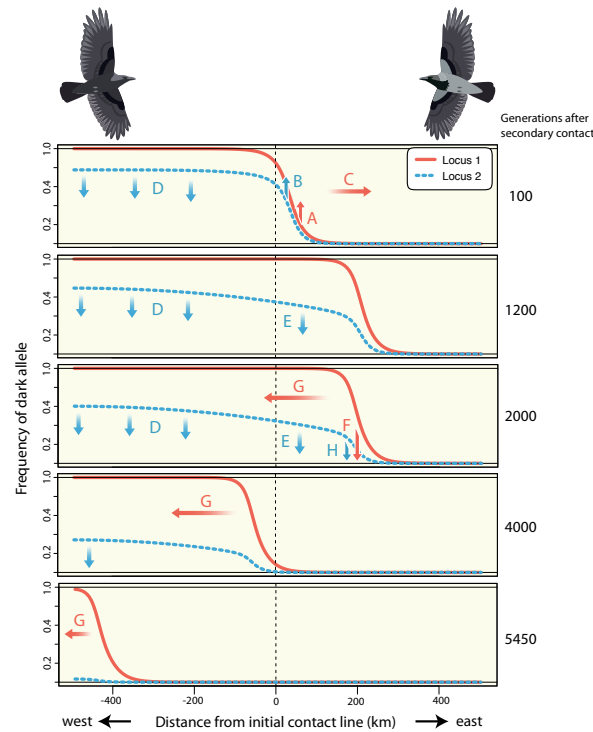 Generations after
secondary contact
Frequency of dark allele
1.0
0.6
0.2
Locus 1
Locus 2
D
B
A
C
100
1.0
0.4
0.2
D
E
1200
1.0
0.4
0.2
G
D
E
H
F
2000
1.0
0.4
0.2
G
4000
1.0
0.4
0.2
G
5450
-400
-200
0
200
400
west
Distance from initial contact line (km)
east